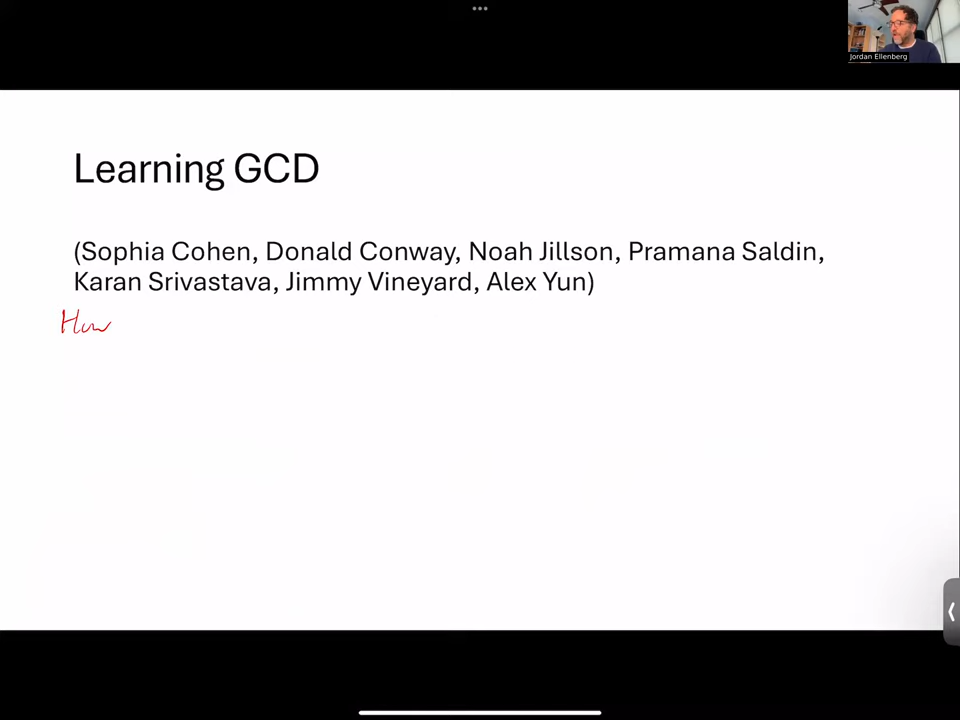 Jordan Ellenberg
Learning GCD
(Sophia Cohen, Donald Conway, Noah Jillson, Pramana Saldin,
Karan Srivastava, Jimmy Vineyard, Alex Yun)
How